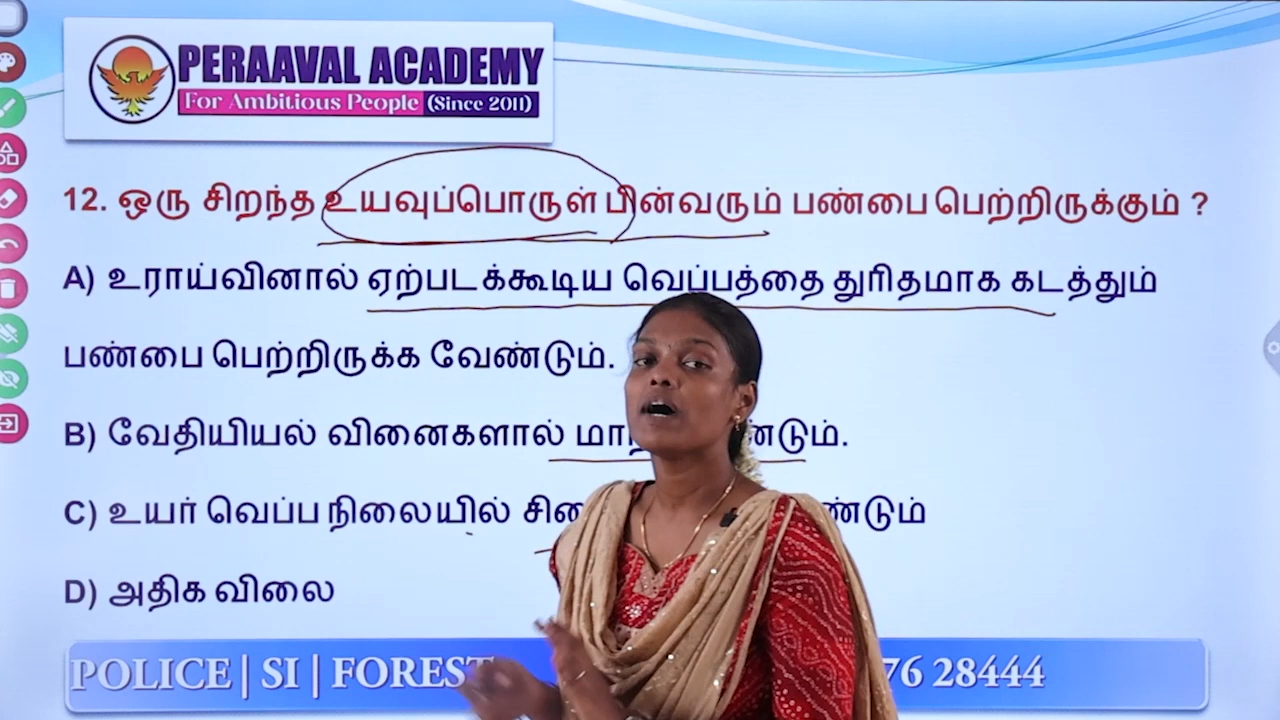 PERAAVAL ACADEMY
For Ambitious People (Since 2011)
12. ஒரு சிறந்த உயவுப்பொருள் பின்வரும் பண்பை பெற்றிருக்கும் ?
A) உராய்வினால் ஏற்படக்கூடிய வெப்பத்தை துரிதமாக கடத்தும்
பண்பை பெற்றிருக்க வேண்டும்.
B) வேதியியல் வினைகளால்
C) உயர் வெப்ப நிலையில்
D) அதிக விலை
POLICE | SI | FOREST 76 28444